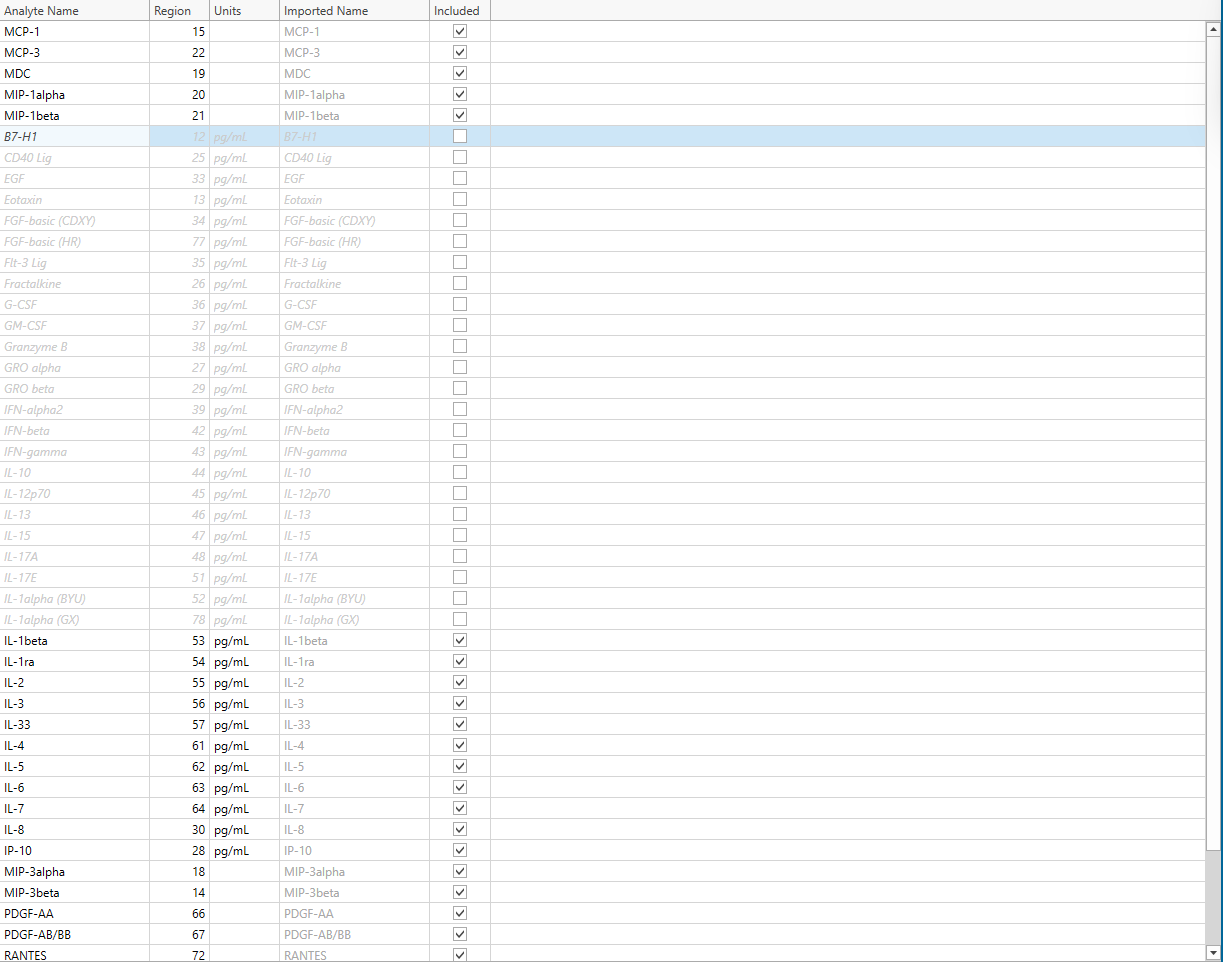 Analyte Name Region Units Imported Name Included
MCP-1 15 MCP-1
MCP-3 22 MCP-3
MDC 19 MDC
MIP-1alpha 20 MIP-1alpha
MIP-1beta 21 MIP-1beta
B7-H1 12 pg/mL B7-H1
CD40 Lig 25 pg/mL CD40 Lig
EGF 33 pg/mL EGF
Eotaxin 13 pg/mL Eotaxin
FGF-basic (CDXY) 34 pg/mL FGF-basic (CDXY)
FGF-basic (HR) 77 pg/mL FGF-basic (HR)
Flt-3 Lig 35 pg/mL Flt-3 Lig
Fractalkine 26 pg/mL Fractalkine
G-CSF 36 pg/mL G-CSF
GM-CSF 37 pg/mL GM-CSF
Granzyme B 38 pg/mL Granzyme B
GRO alpha 27 pg/mL GRO alpha
GRO beta 29 pg/mL GRO beta
IFN-alpha2 39 pg/mL IFN-alpha2
IFN-beta 42 pg/mL IFN-beta
IFN-gamma 43 pg/mL IFN-gamma
IL-10 44 pg/mL IL-10
IL-12p70 45 pg/mL IL-12p70
IL-13 46 pg/mL IL-13
IL-15 47 pg/mL IL-15
IL-17A 48 pg/mL IL-17A
IL-17E 51 pg/mL IL-17E
IL-1alpha (BYU) 52 pg/mL IL-1alpha (BYU)
IL-1alpha (GX) 78 pg/mL IL-1alpha (GX)
IL-1beta 53 pg/mL IL-1beta
IL-1ra 54 pg/mL IL-1ra
IL-2 55 pg/mL IL-2
IL-3 56 pg/mL IL-3
IL-33 57 pg/mL IL-33
IL-4 61 pg/mL IL-4
IL-5 62 pg/mL IL-5
IL-6 63 pg/mL IL-6
IL-7 64 pg/mL IL-7
IL-8 30 pg/mL IL-8
IP-10 28 pg/mL IP-10
MIP-3alpha 18 MIP-3alpha
MIP-3beta 14 MIP-3beta
PDGF-AA 66 PDGF-AA
PDGF-AB/BB 67 PDGF-AB/BB
RANTES 72 RANTES